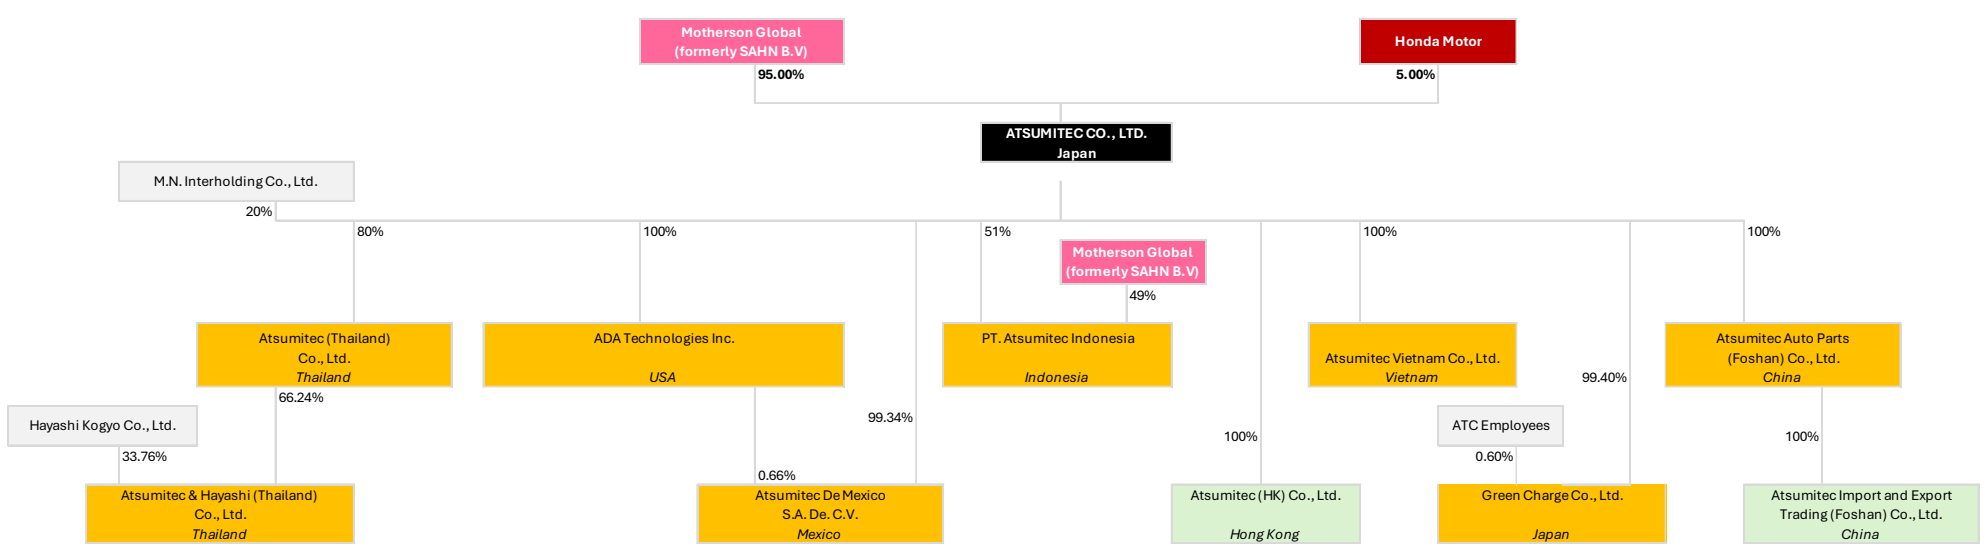 Motherson Global
(formerly SAHN B.V)
Honda Motor
95.00%
5.00%
ATSUMITEC CO., LTD.
Japan
M.N. Interholding Co., Ltd.
20%
80%
100%
51%
100%
100%
Motherson Global
(formerly SAHN B.V)
49%
Atsumitec (Thailand)
Co., Ltd.
Thailand
ADA Technologies Inc.
USA
PT. Atsumitec Indonesia
Indonesia
Atsumitec Vietnam Co., Ltd.
Vietnam
Atsumitec Auto Parts
(Foshan) Co., Ltd.
China
99.40%
66.24%
Hayashi Kogyo Co., Ltd.
99.34%
ATC Employees
33.76%
100%
0.60%
100%
0.66%
Atsumitec & Hayashi (Thailand)
Co., Ltd.
Thailand
Atsumitec De Mexico
S.A. De. C.V.
Mexico
Atsumitec (HK) Co., Ltd.
Hong Kong
Green Charge Co., Ltd.
Japan
Atsumitec Import and Export
Trading (Foshan) Co., Ltd.
China